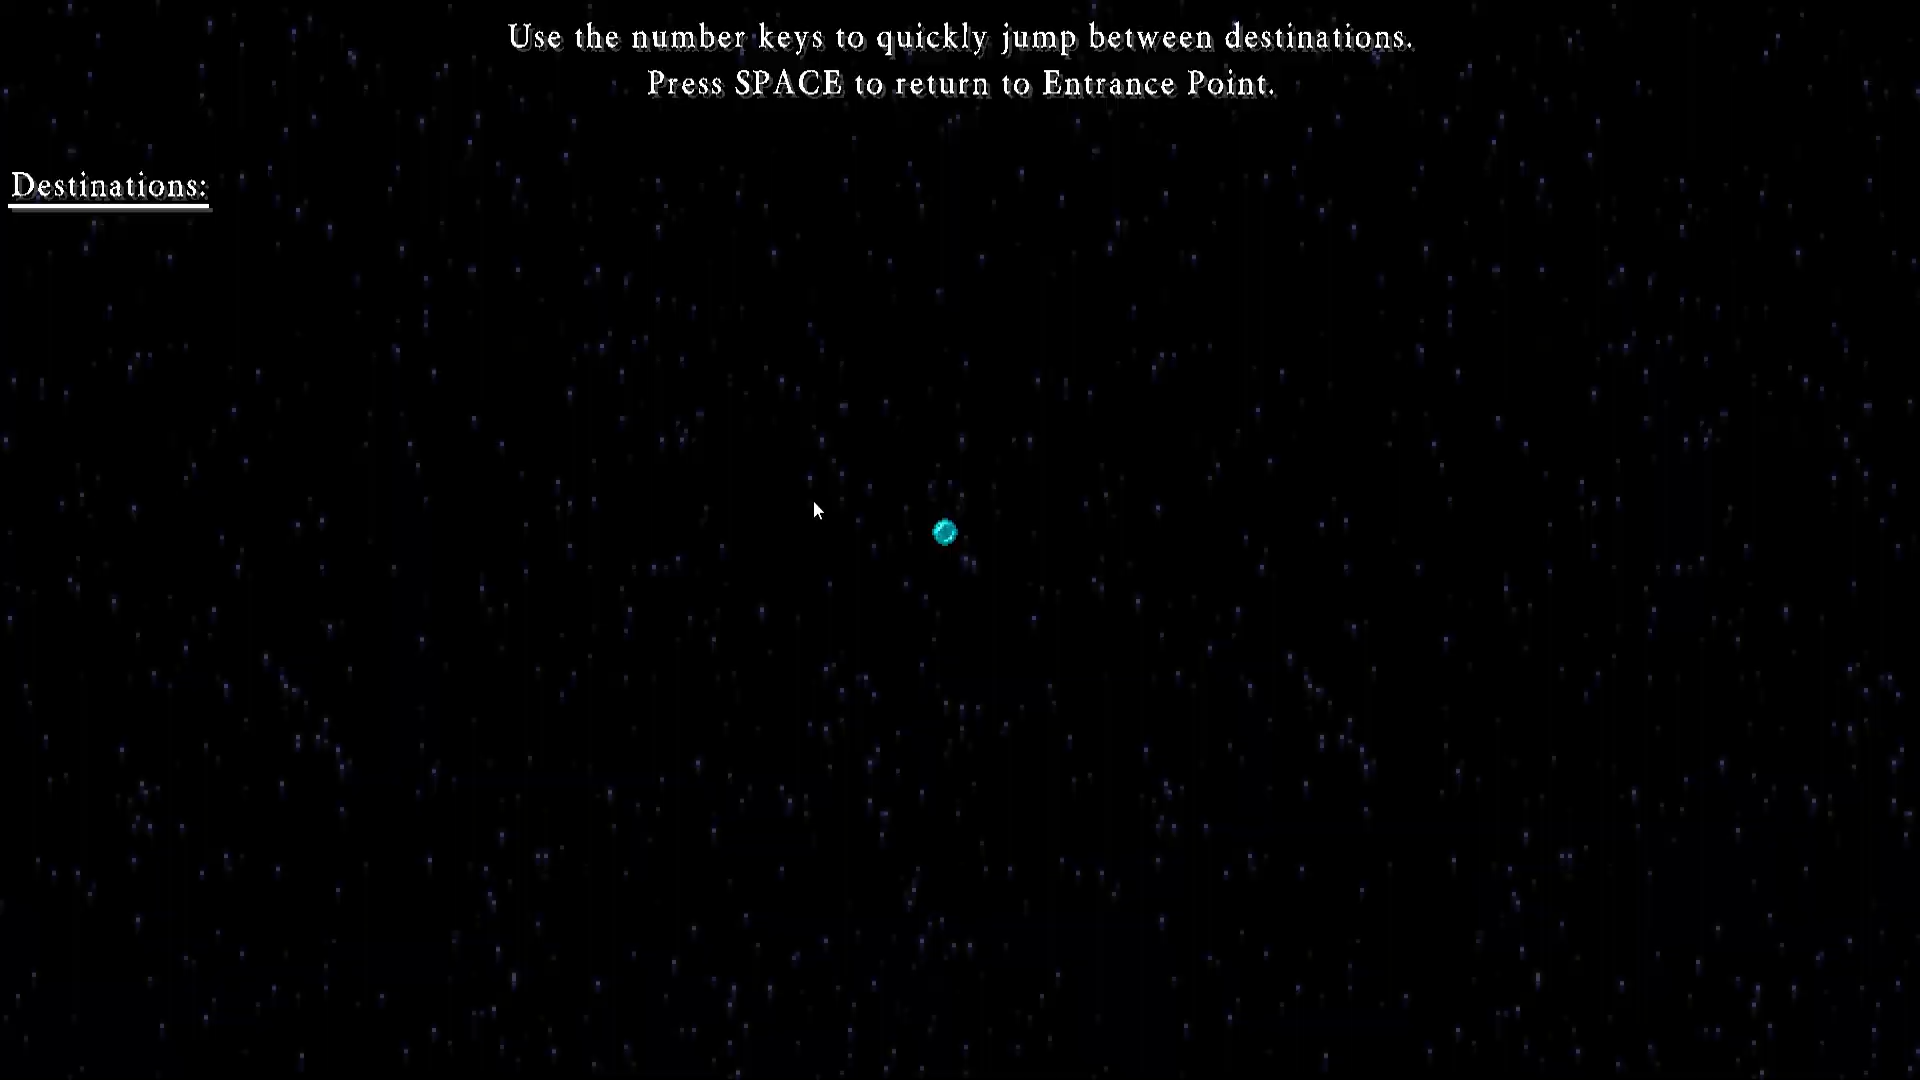 Use the number keys to quickly jump between destinations.
Press SPACE to return to Entrance Point.
Destinations: